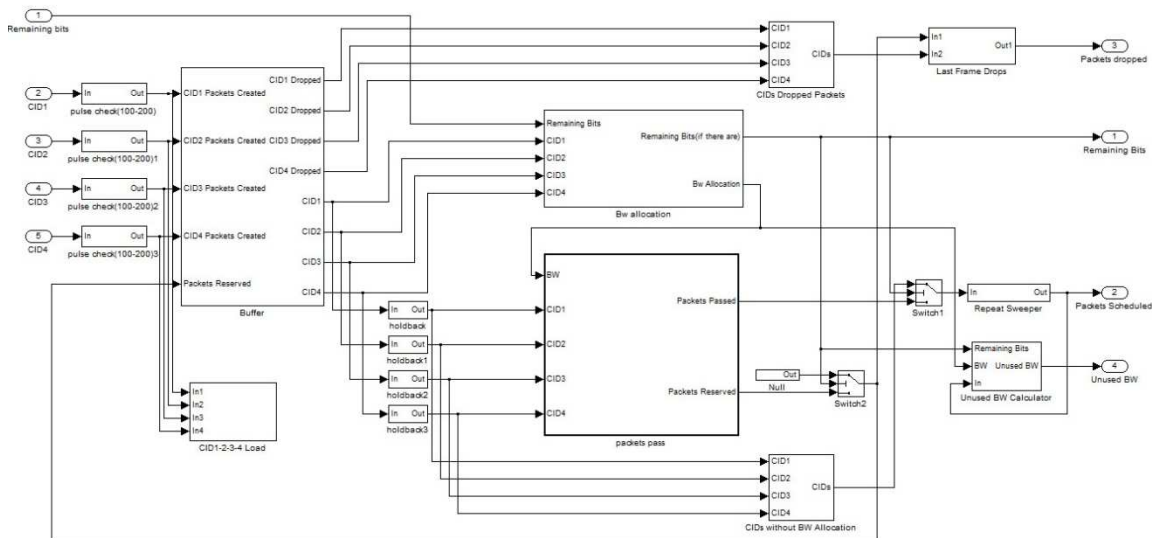 1
Remaining bits
2
CID1
In
Out
pulse check(100-200)
3
CID2
In
Out
pulse check(100-200)1
4
CID3
In
Out
pulse check(100-200)2
5
CID4
In
Out
pulse check(100-200)3
CID1 Packets Created
CID2 Packets Created
CID3 Packets Created
CID4 Packets Created
Packets Reserved
CID1 Dropped
CID2 Dropped
CID3 Dropped
CID4 Dropped
CID1
CID2
CID3
CID4
Buffer
In1
In2
In3
In4
CID1-2-3-4 Load
In
Out
holdback
In
Out
holdback1
In
Out
holdback2
In
Out
holdback3
CID1
CID2
CID3
CID4
CIDs
CIDs Dropped Packets
Remaining Bits
CID1
CID2
CID3
CID4
Remaining Bits(if there are)
Bw Allocation
Bw allocation
BW
CID1
CID2
CID3
CID4
Packets Passed
Packets Reserved
packets pass
Out
Null
Switch2
CID1
CID2
CID3
CID4
CIDs
CIDs without BW Allocation
In1
In2
Out1
Last Frame Drops
3
Packets dropped
1
Remaining Bits
Switch1
In
Out
Repeat Sweeper
2
Packets Scheduled
Remaining Bits
BW
In
Unused BW
Unused BW Calculator
4
Unused BW